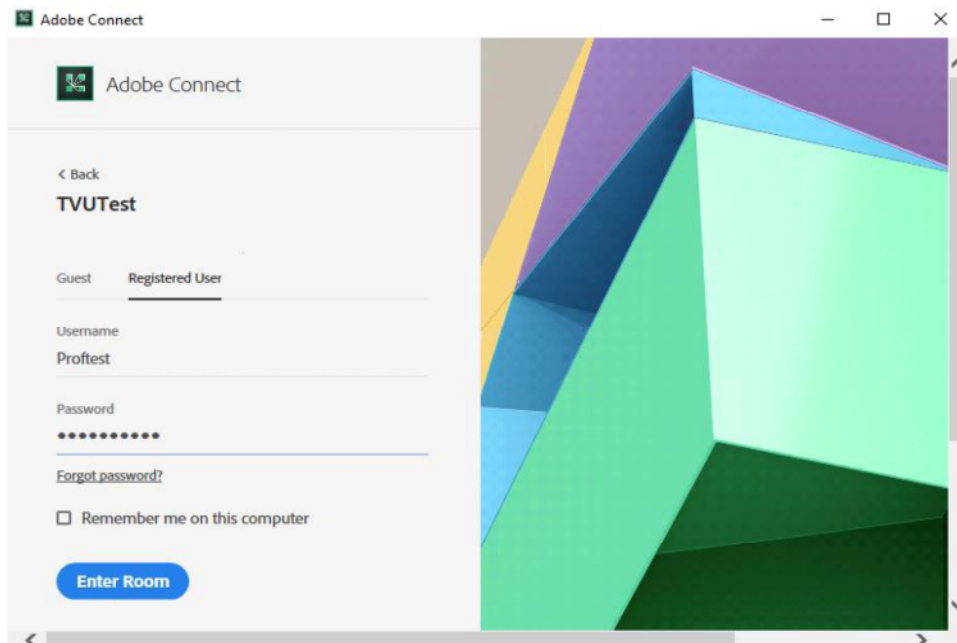 Adobe Connect
Adobe Connect
< Back
TVUTest
Guest Registered User
Username
Proftest
Password
••••••••••
Forgot password?
Remember me on this computer
Enter Room